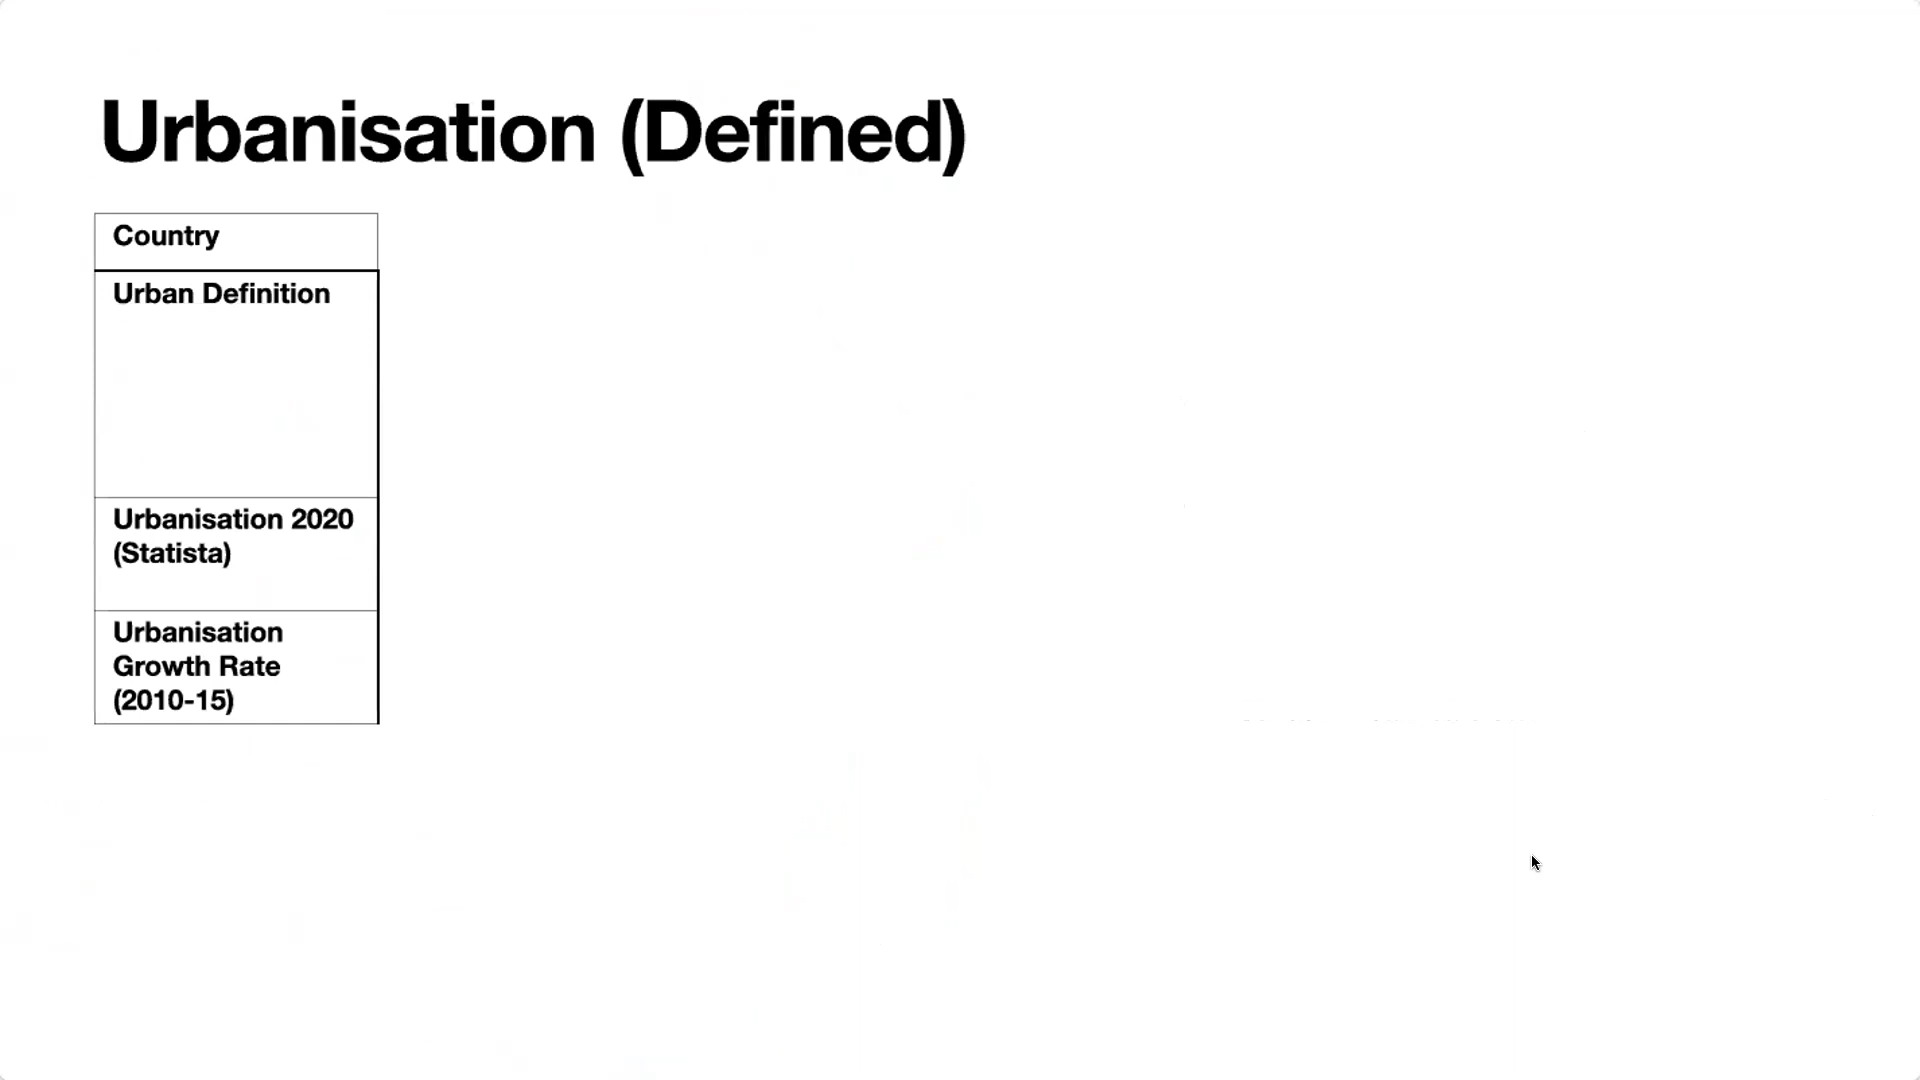 Urbanisation (Defined)
Country
Urban Definition
Urbanisation 2020
(Statista)
Urbanisation
Growth Rate
(2010-15)